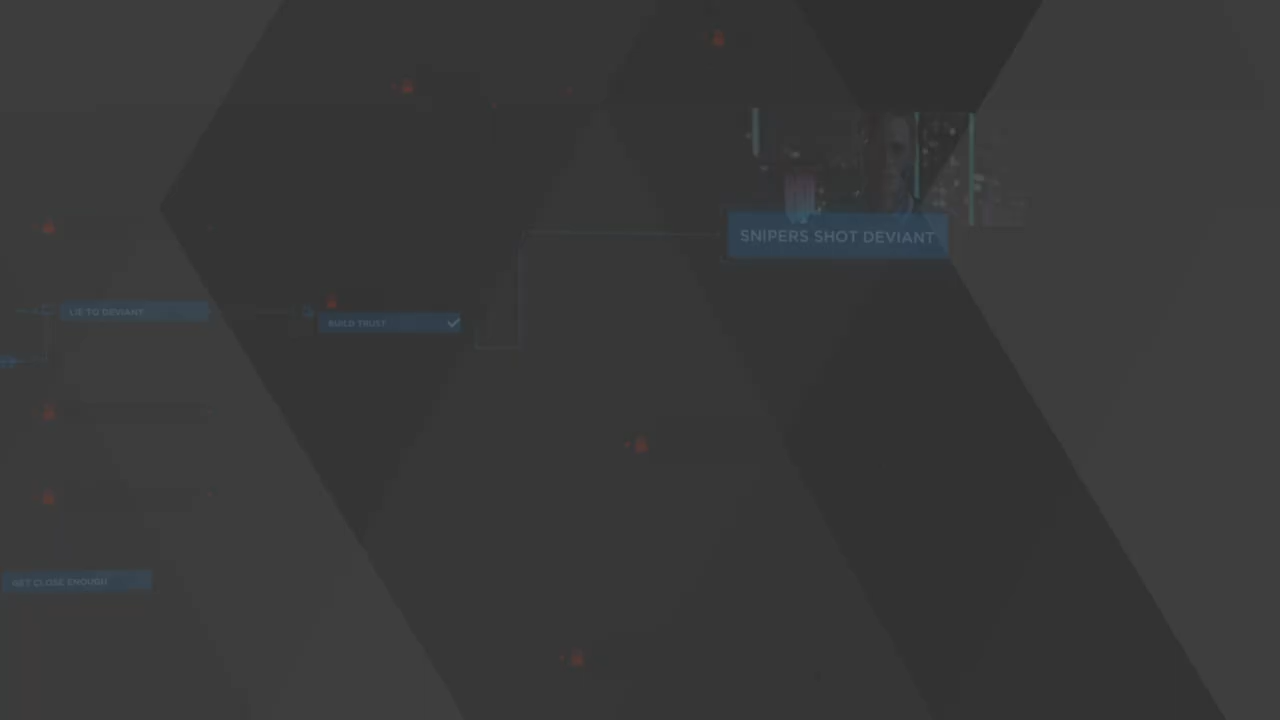 SNIPERS SHOT DEVIANT
LIE TO DEVIANT
BUILD TRUST
GET CLOSE ENOUGH